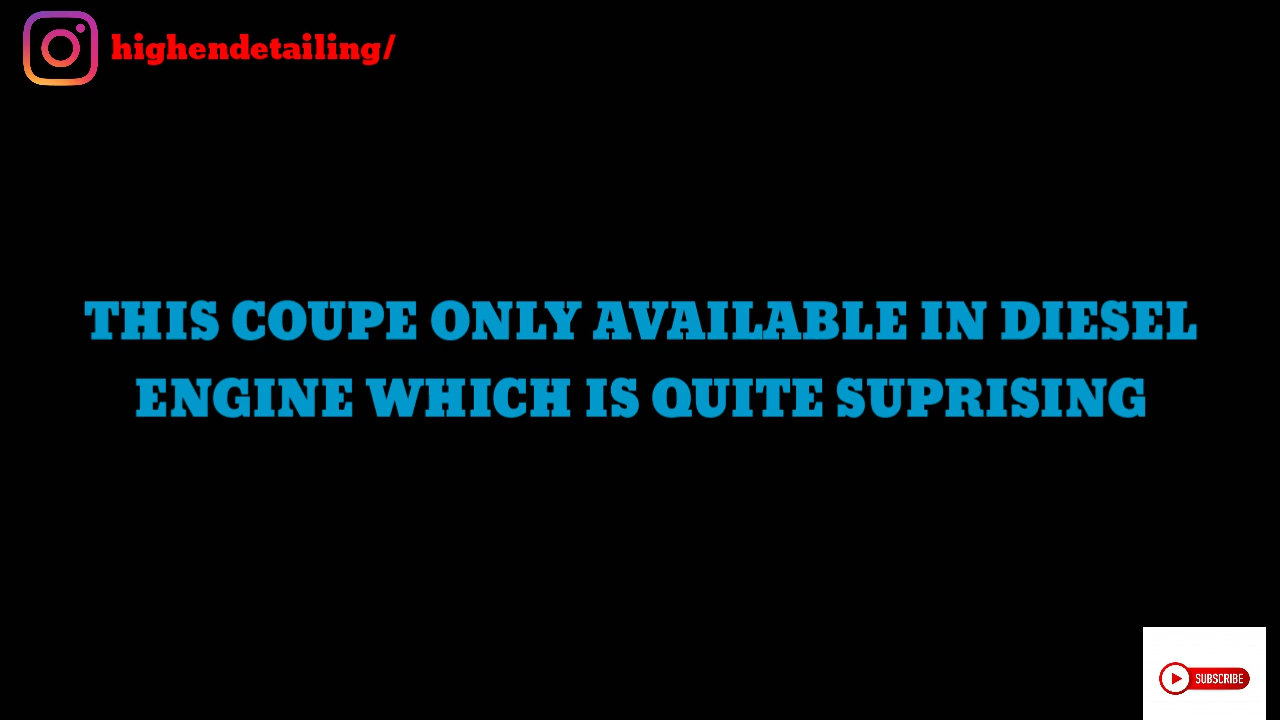 highendetailing/
THIS COUPE ONLY AVAILABLE IN DIESEL
ENGINE WHICH IS QUITE SUPRISING
SUBSCRIBE